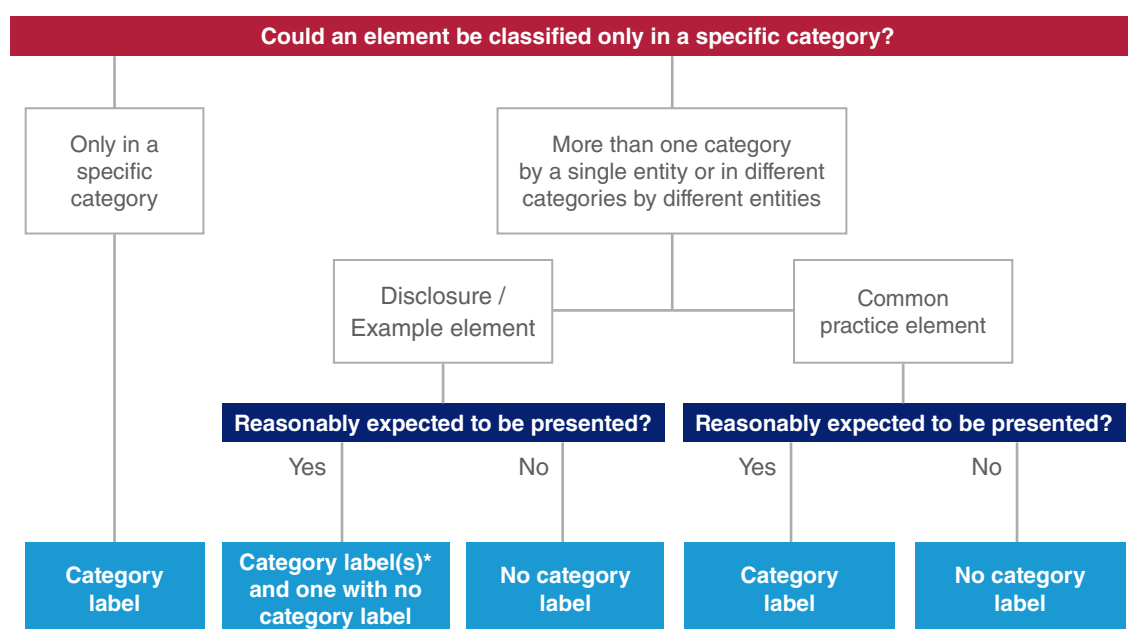 Could an element be classified only in a specific category?
Only in a
specific
category
More than one category
by a single entity or in different
categories by different entities
Disclosure /
Example element
Common
practice element
Reasonably expected to be presented?
Reasonably expected to be presented?
Yes
No
Yes
No
Category
label
Category label(s)*
and one with no
category label
No category
label
Category
label
No category
label